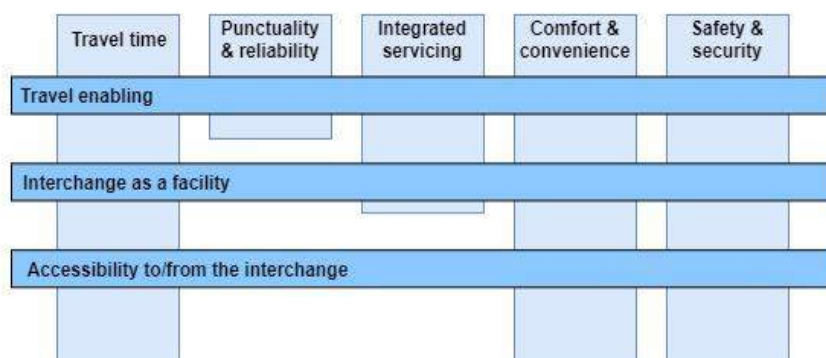 Travel time
Punctuality
& reliability
Integrated
servicing
Comfort &
convenience
Safety &
security
Travel enabling
Interchange as a facility
Accessibility to/from the interchange